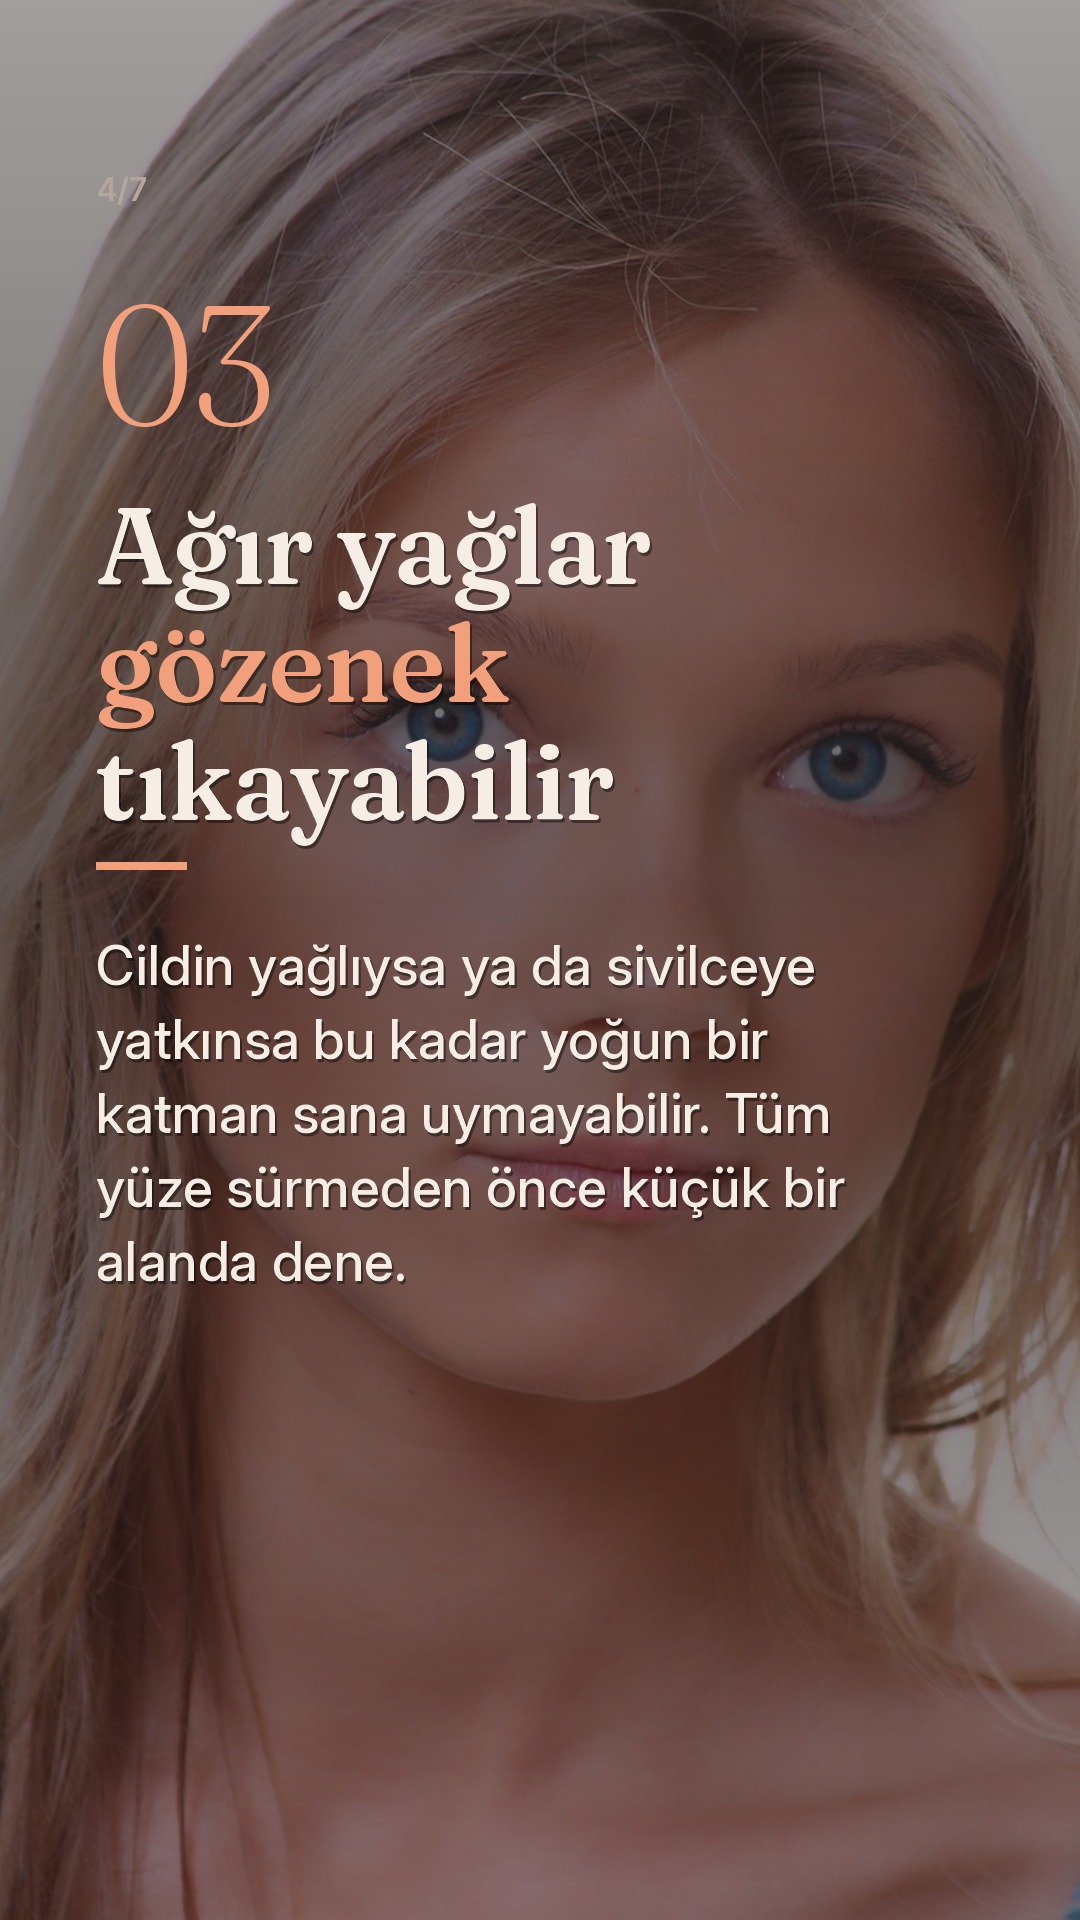 4/7
03
Ağır yağlar
gözenek
tıkayabilir
Cildin yağlıysa ya da sivilceye
yatkınsa bu kadar yoğun bir
katman sana uymayabilir. Tüm
yüze sürmeden önce küçük bir
alanda dene.